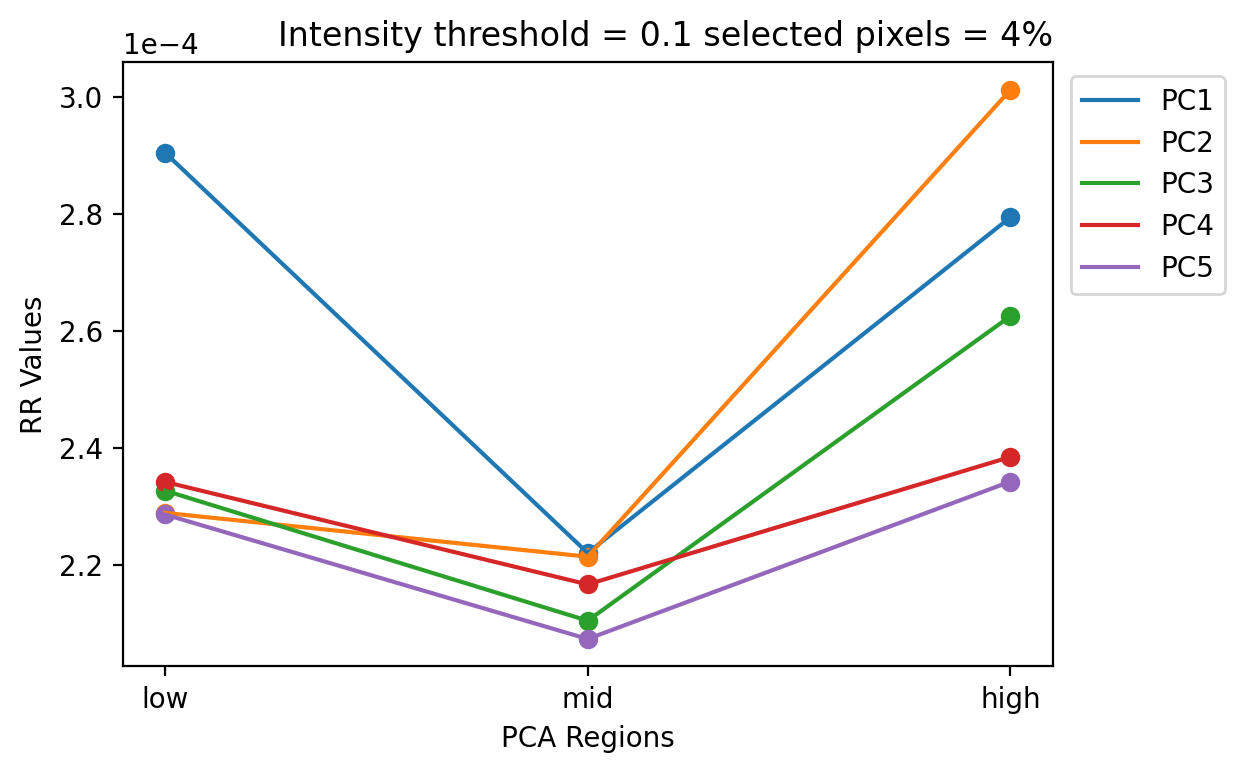 Intensity threshold = 0.1 selected pixels = 4%
1e−4
3.0
2.8
2.6
2.4
2.2
RR Values
low
mid
high
PCA Regions
PC1
PC2
PC3
PC4
PC5